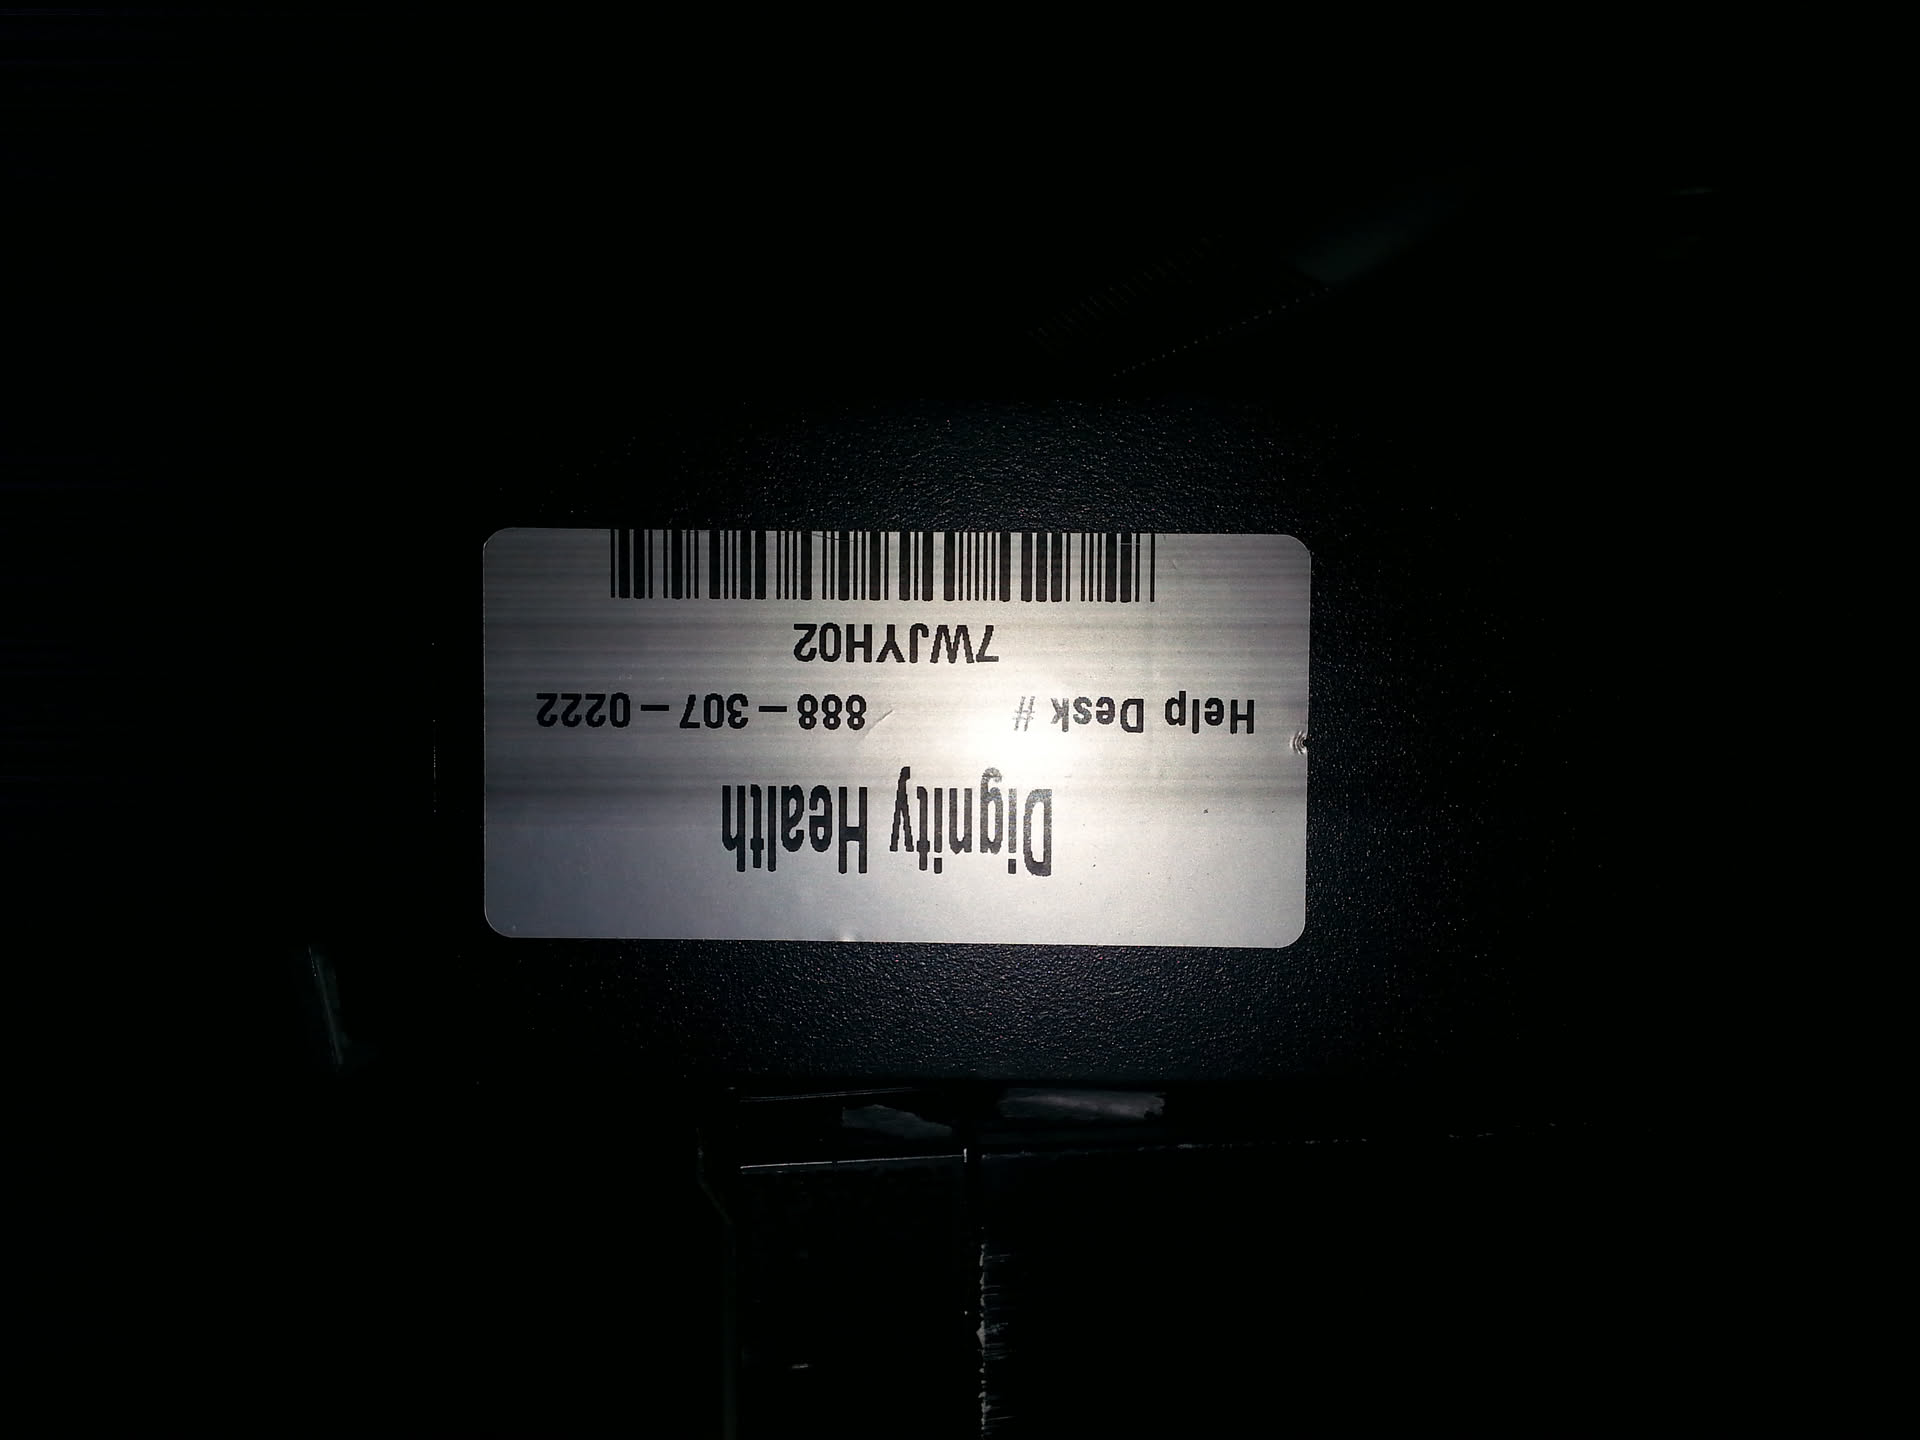 Dignity Health
Help Desk # 888-307-0222
7WJYH02